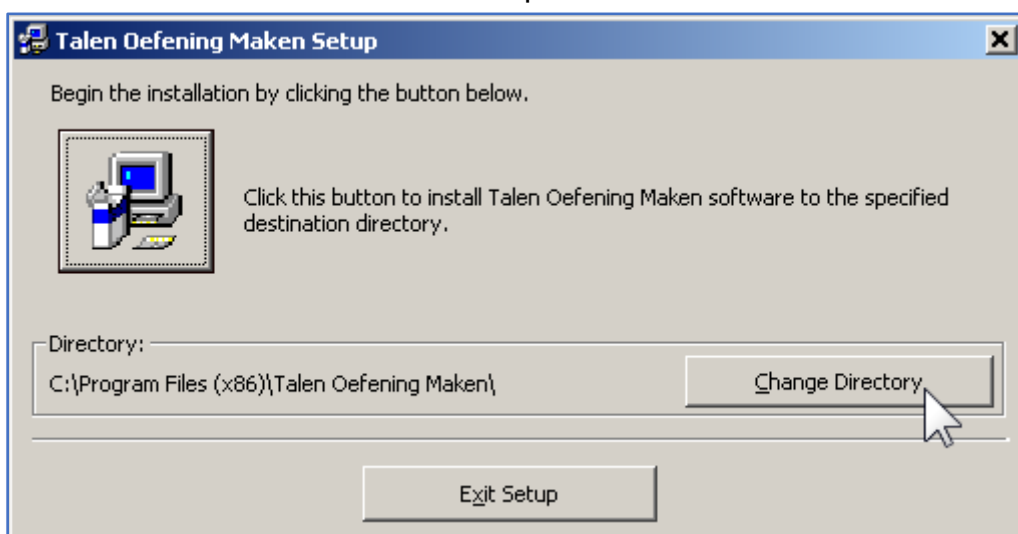 Talen Oefening Maken Setup
Begin the installation by clicking the button below.
Click this button to install Talen Oefening Maken software to the specified
destination directory.
Directory:
C:\Program Files (x86)\Talen Oefening Maken\
Change Directory
Exit Setup